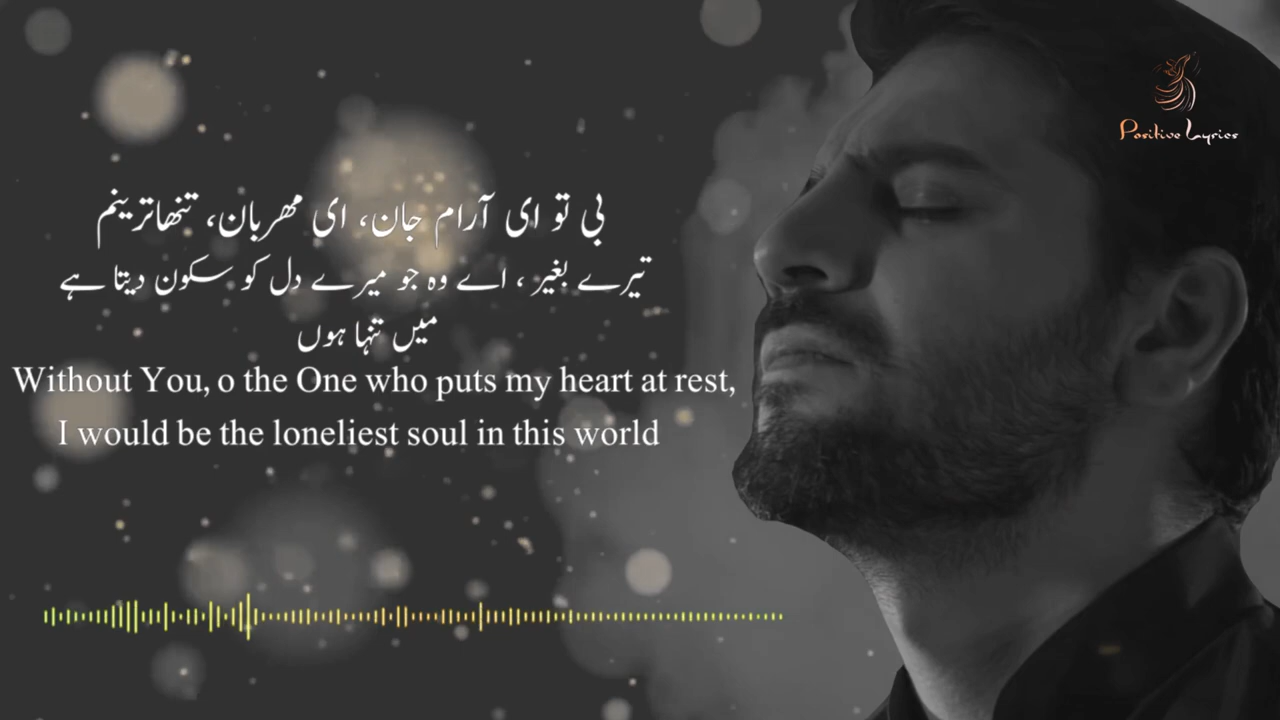 Positive Lyrics
بی تو ای آرام جان، ای مهربان، تنهاترینم
تیرے بغیر ، اے وہ جو میرے دل کو سکون دیتا ہے
میں تنہا ہوں
Without You, o the One who puts my heart at rest,
I would be the loneliest soul in this world